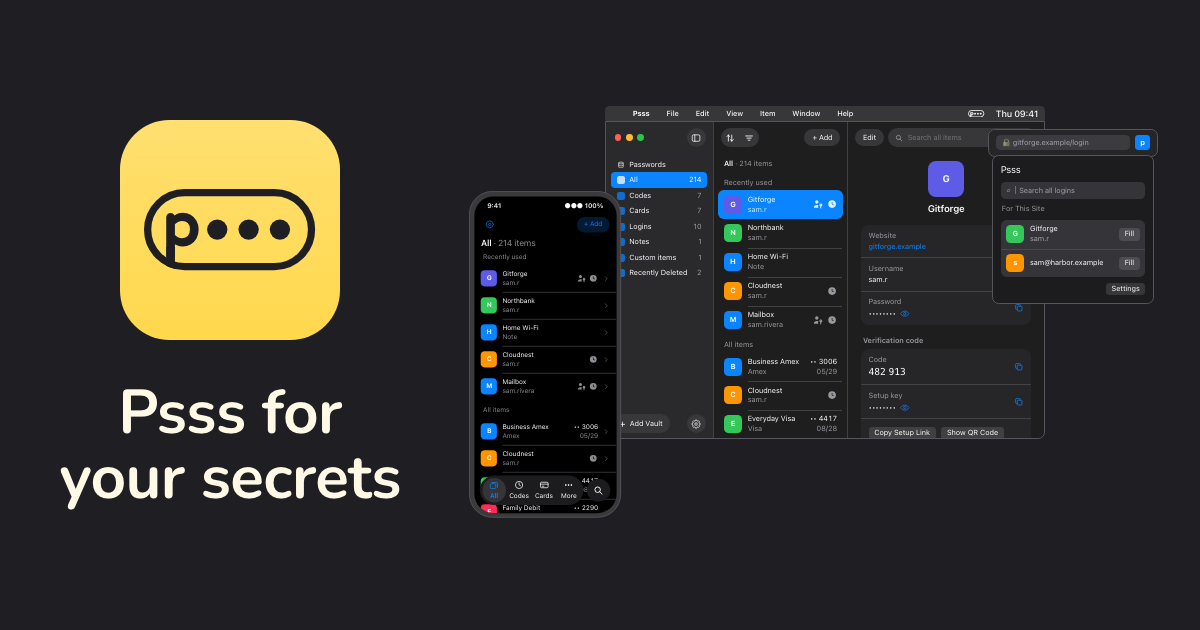 p
Psss for
your secrets
9:41
100%
+ Add
All · 214 items
Recently used
Gitforge
sam.r
Northbank
sam.r
Home Wi-Fi
Note
Cloudnest
sam.r
Mailbox
sam.rivera
All items
Business Amex
•• 3006
Amex
05/29
Cloudnest
sam.r
All
Codes
Cards
More
Family Debit
•• 2290
Psss File Edit View Item Window Help
Thu 09:41
Passwords
All 214
Codes 7
Cards 7
Logins 10
Notes 1
Custom items 1
Recently Deleted 2
+ Add Vault
+ Add
All · 214 items
Recently used
Gitforge
sam.r
Northbank
sam.r
Home Wi-Fi
Note
Cloudnest
sam.r
Mailbox
sam.rivera
All items
Business Amex •• 3006
Amex 05/29
Cloudnest
sam.r
Everyday Visa •• 4417
Visa 08/28
Edit
Search all items
G
Gitforge
Website
gitforge.example
Username
sam.r
Password
••••••••
Verification code
Code
482 913
Setup key
••••••••
Copy Setup Link
Show QR Code
gitforge.example/login
p
Psss
Search all logins
For This Site
Gitforge
sam.r
Fill
sam@harbor.example
Fill
Settings